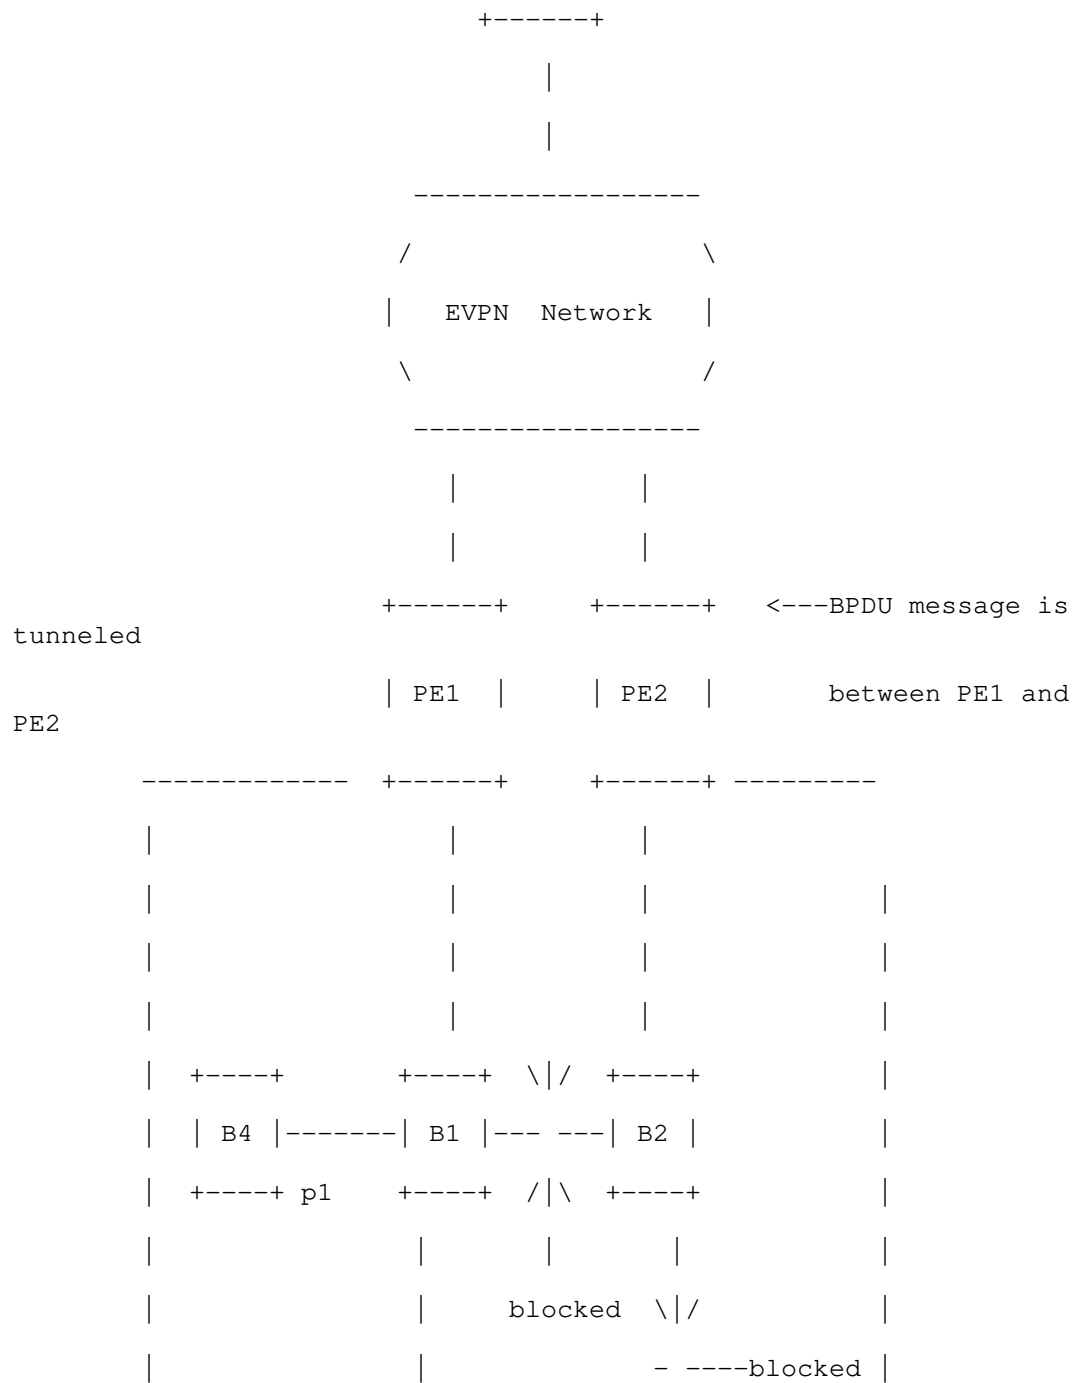 +------+
|
|
------------------
/                  \
|   EVPN  Network   |
\                  /
------------------
|           |
|           |
+------+     +------+   <---BPDU message is
tunneled
| PE1  |     | PE2  |       between PE1 and
PE2
-------------  +------+     +------+ ---------
|                  |           |
|                  |           |              |
|                  |           |              |
|                  |           |              |
|  +----+       +----+  \|/  +----+           |
|  | B4 |-------| B1 |--- ---| B2 |           |
|  +----+ p1    +----+  /|\  +----+           |
|                |       |       |            |
|                |     blocked  \|/           |
|                |              - ----blocked |